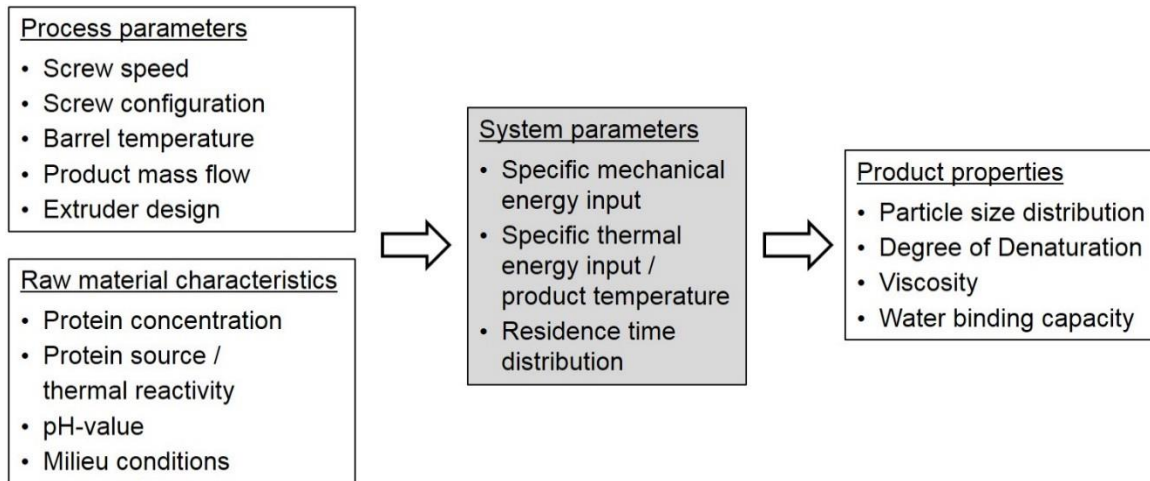 Process parameters
• Screw speed
• Screw configuration
• Barrel temperature
• Product mass flow
• Extruder design
Raw material characteristics
• Protein concentration
• Protein source /
thermal reactivity
• pH-value
• Milieu conditions
System parameters
• Specific mechanical
energy input
• Specific thermal
energy input /
product temperature
• Residence time
distribution
Product properties
• Particle size distribution
• Degree of Denaturation
• Viscosity
• Water binding capacity